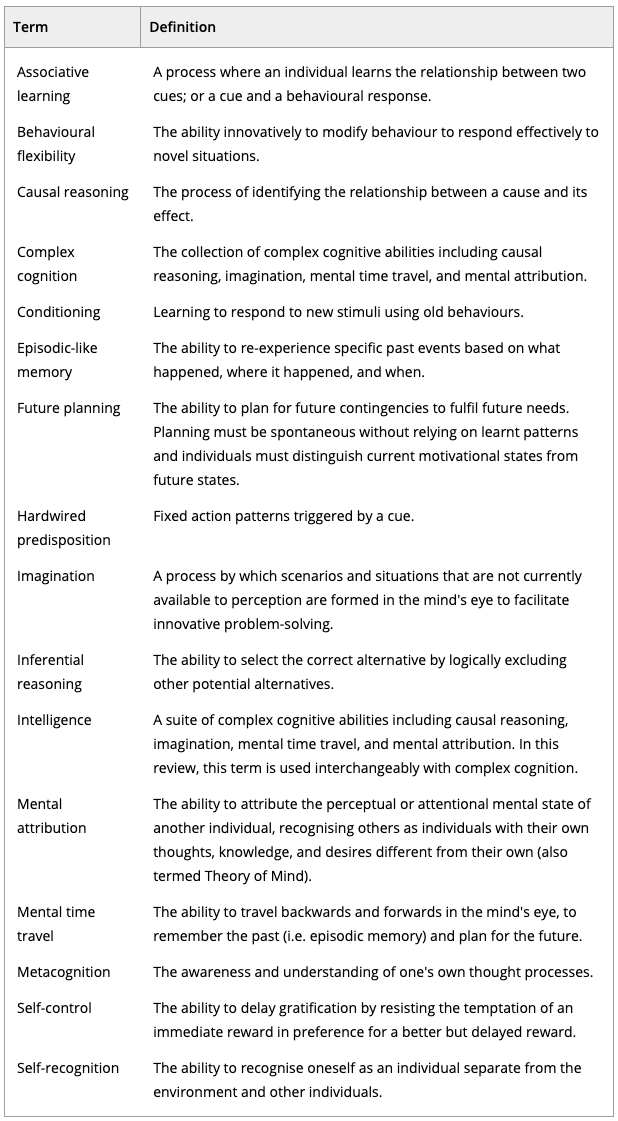 Term Definition
Associative A process where an individual learns the relationship between two
learning cues; or a cue and a behavioural response.
Behavioural The ability innovatively to modify behaviour to respond effectively to
flexibility novel situations.
Causal reasoning The process of identifying the relationship between a cause and its
effect.
Complex The collection of complex cognitive abilities including causal
cognition reasoning, imagination, mental time travel, and mental attribution.
Conditioning Learning to respond to new stimuli using old behaviours.
Episodic-like The ability to re-experience specific past events based on what
memory happened, where it happened, and when.
Future planning The ability to plan for future contingencies to fulfil future needs.
Planning must be spontaneous without relying on learnt patterns
and individuals must distinguish current motivational states from
future states.
Hardwired Fixed action patterns triggered by a cue.
predisposition
Imagination A process by which scenarios and situations that are not currently
available to perception are formed in the mind's eye to facilitate
innovative problem-solving.
Inferential The ability to select the correct alternative by logically excluding
reasoning other potential alternatives.
Intelligence A suite of complex cognitive abilities including causal reasoning,
imagination, mental time travel, and mental attribution. In this
review, this term is used interchangeably with complex cognition.
Mental The ability to attribute the perceptual or attentional mental state of
attribution another individual, recognising others as individuals with their own
thoughts, knowledge, and desires different from their own (also
termed Theory of Mind).
Mental time The ability to travel backwards and forwards in the mind's eye, to
travel remember the past (i.e. episodic memory) and plan for the future.
Metacognition The awareness and understanding of one's own thought processes.
Self-control The ability to delay gratification by resisting the temptation of an
immediate reward in preference for a better but delayed reward.
Self-recognition The ability to recognise oneself as an individual separate from the
environment and other individuals.